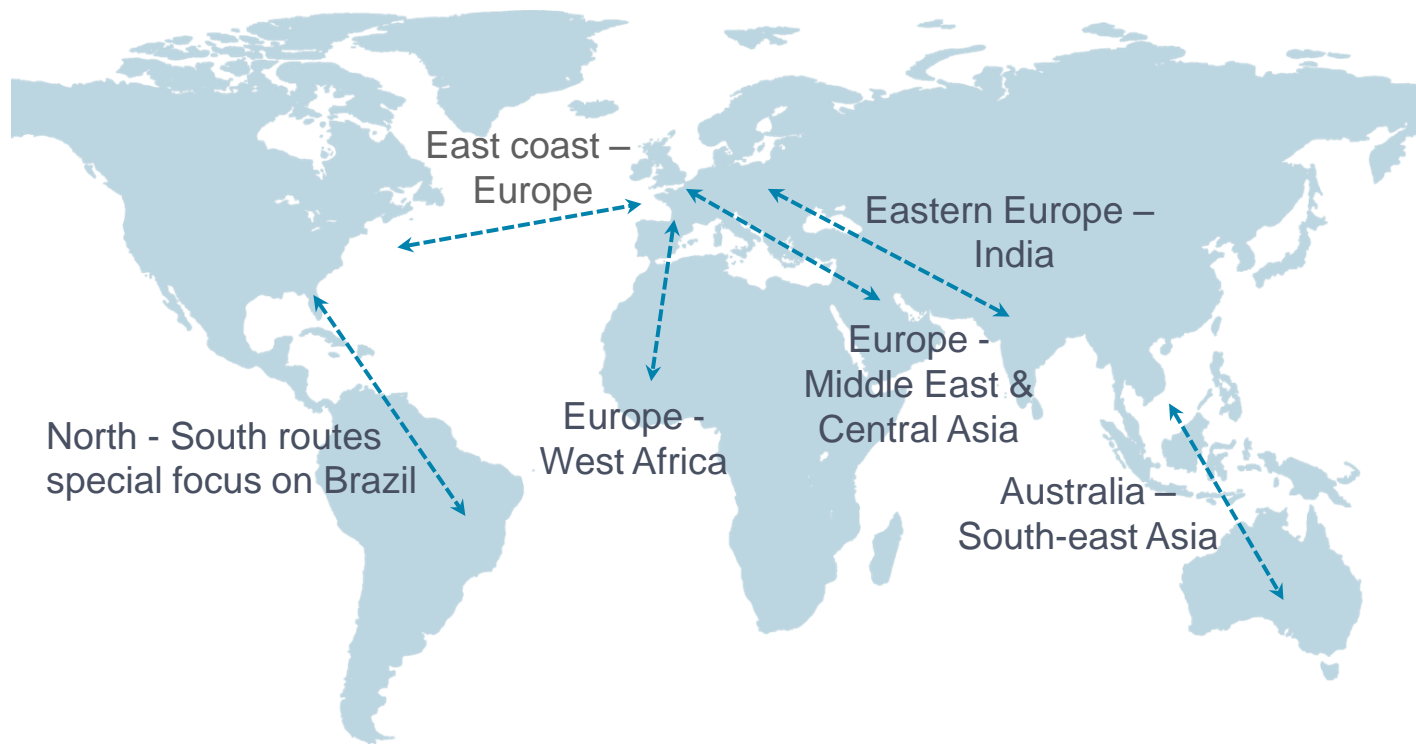 East coast –
Europe
Eastern Europe –
India
Europe -
Middle East &
Central Asia
Europe -
West Africa
North - South routes
special focus on Brazil
Australia –
South-east Asia